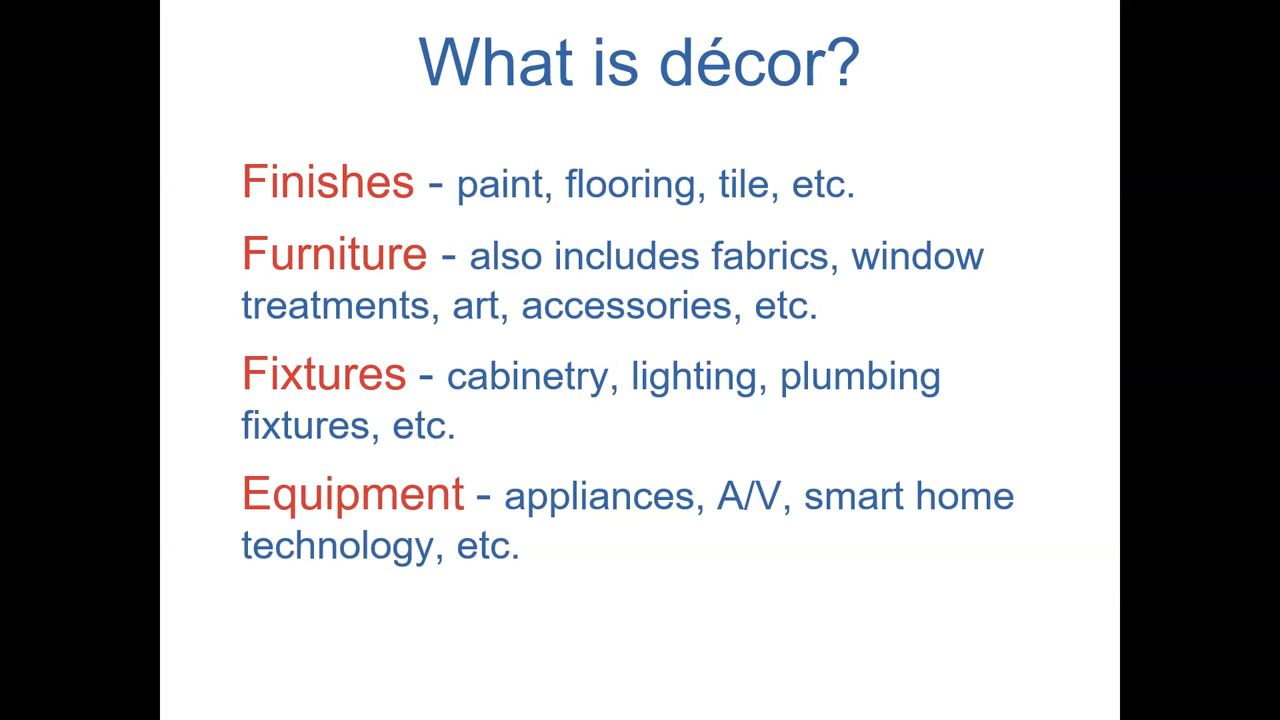 What is décor?
Finishes - paint, flooring, tile, etc.
Furniture - also includes fabrics, window
treatments, art, accessories, etc.
Fixtures - cabinetry, lighting, plumbing
fixtures, etc.
Equipment - appliances, A/V, smart home
technology, etc.